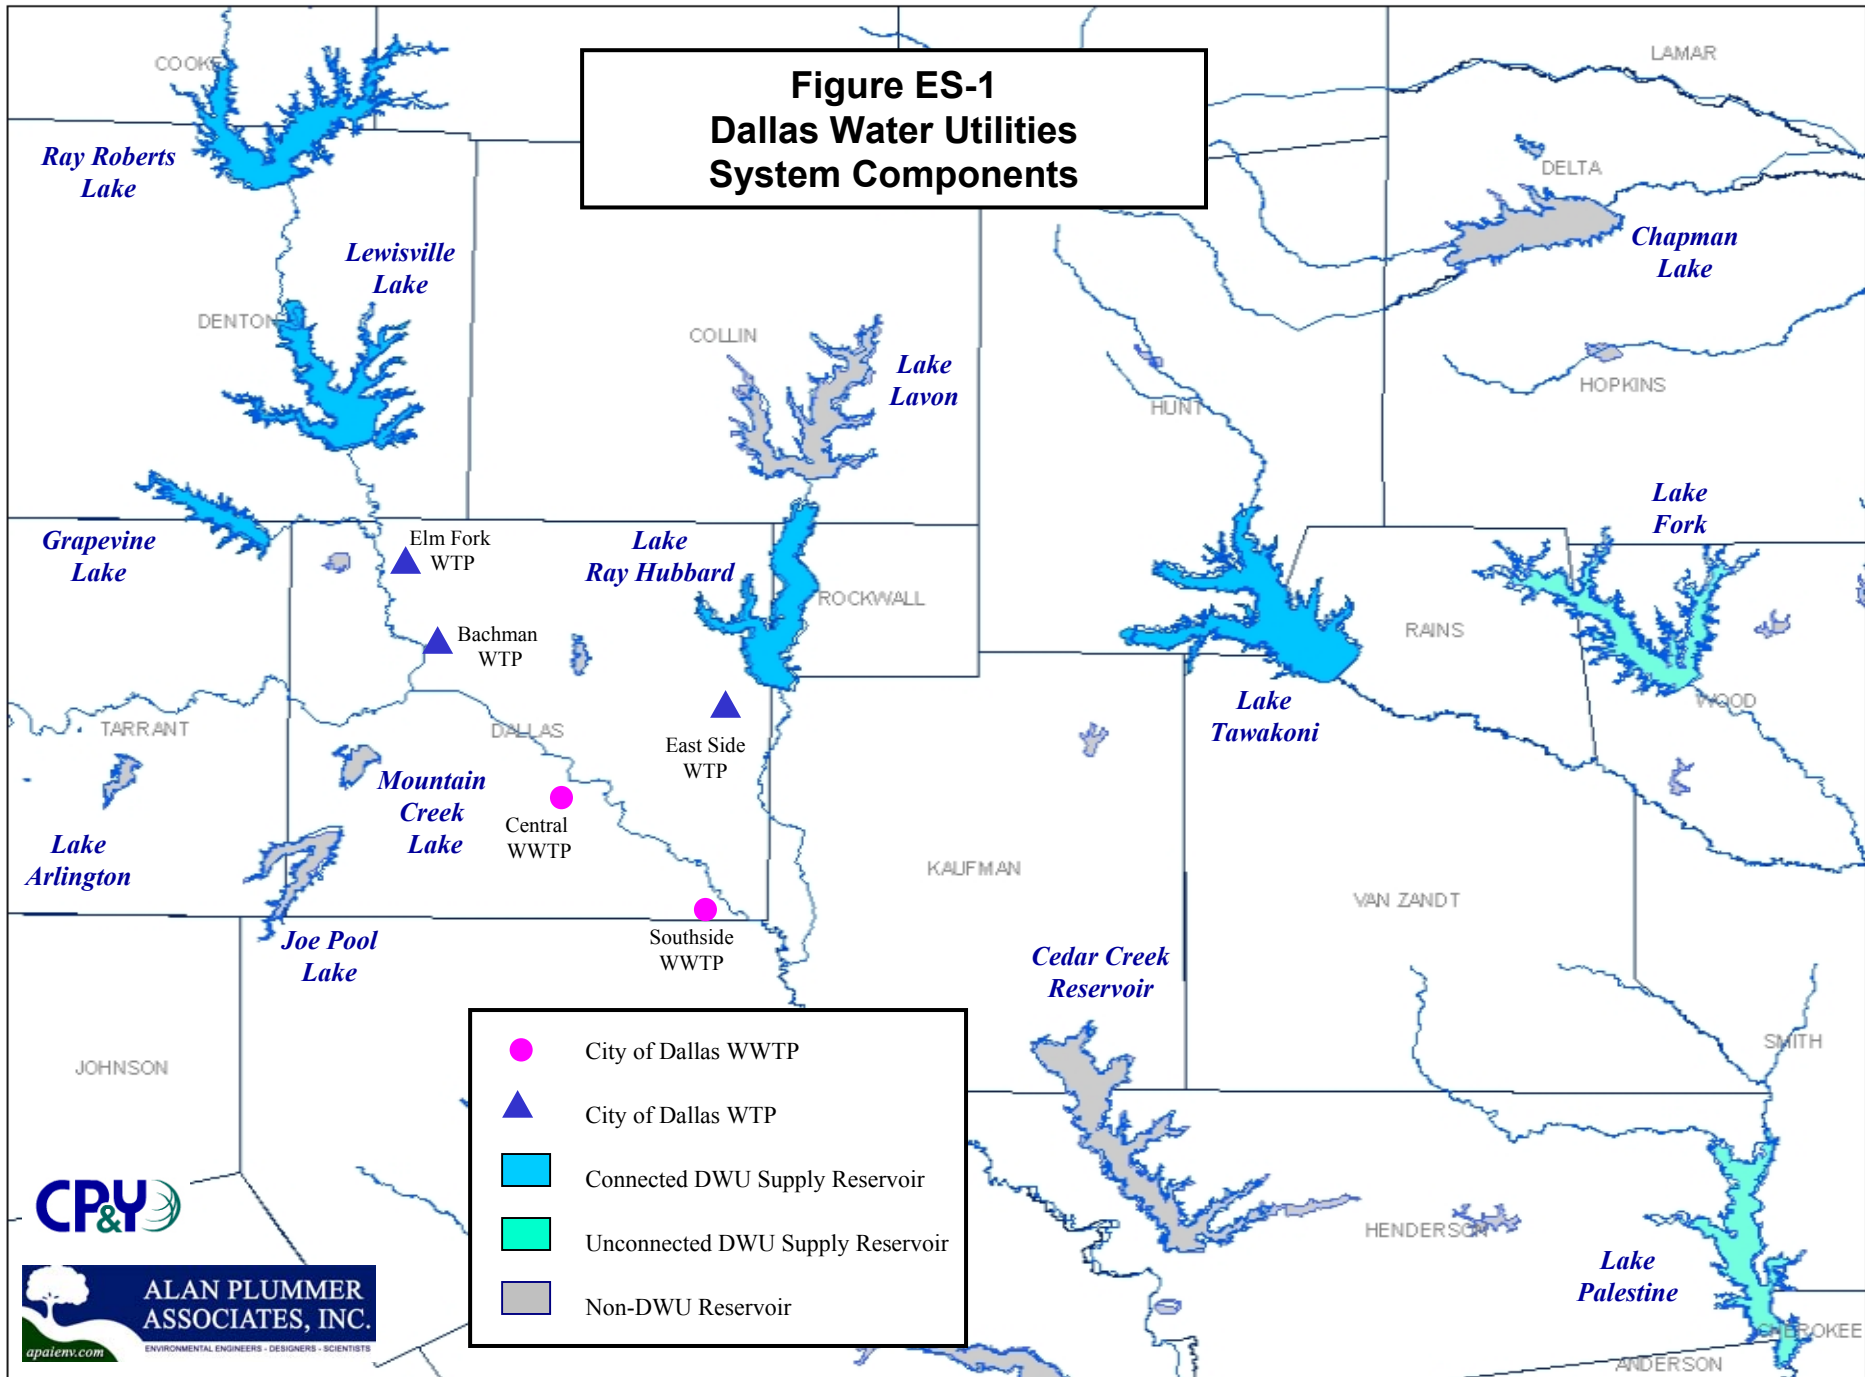 Figure ES-1
Dallas Water Utilities
System Components
COOKE
LAMAR
Ray Roberts
Lake
DELTA
Lewisville
Lake
Chapman
Lake
DENTON
COLLIN
Lake
Lavon
HUNT
HOPKINS
Grapevine
Lake
Elm Fork
WTP
Lake
Ray Hubbard
Lake
Fork
ROCKWALL
RAINS
Bachman
WTP
WOOD
TARRANT
DALLAS
East Side
WTP
Lake
Tawakoni
Mountain
Creek
Lake
Central
WWTP
Lake
Arlington
KAUFMAN
VAN ZANDT
Joe Pool
Lake
Southside
WWTP
Cedar Creek
Reservoir
JOHNSON
SMITH
City of Dallas WWTP
City of Dallas WTP
Connected DWU Supply Reservoir
Unconnected DWU Supply Reservoir
Non-DWU Reservoir
HENDERSON
Lake
Palestine
CHEROKEE
ANDERSON
CP&Y
ALAN PLUMMER
ASSOCIATES, INC.
ENVIRONMENTAL ENGINEERS - DESIGNERS - SCIENTISTS
apaienv.com